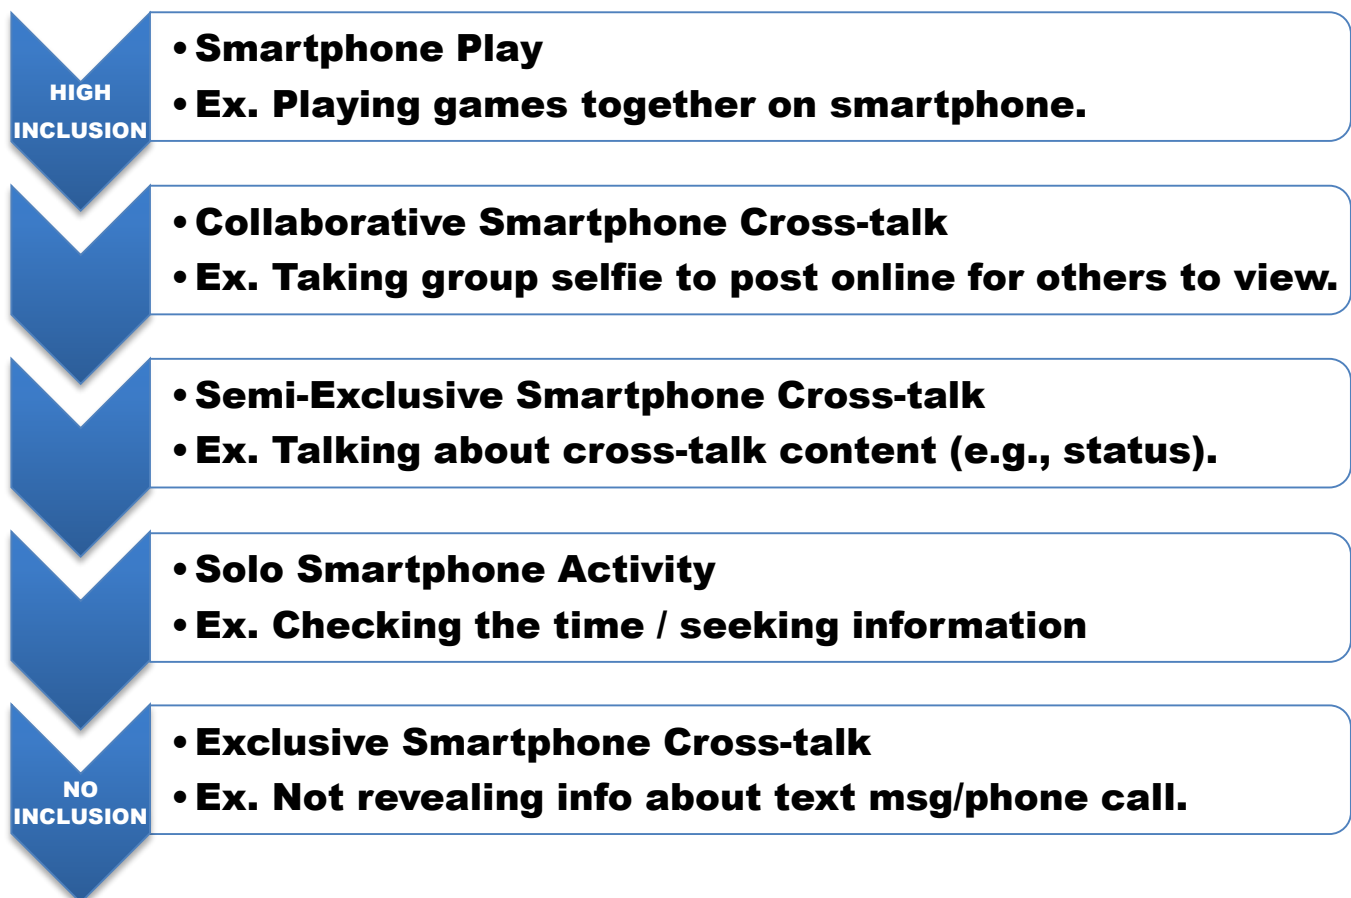 HIGH
INCLUSION
• Smartphone Play
• Ex. Playing games together on smartphone.
• Collaborative Smartphone Cross-talk
• Ex. Taking group selfie to post online for others to view.
• Semi-Exclusive Smartphone Cross-talk
• Ex. Talking about cross-talk content (e.g., status).
• Solo Smartphone Activity
• Ex. Checking the time / seeking information
NO
INCLUSION
• Exclusive Smartphone Cross-talk
• Ex. Not revealing info about text msg/phone call.